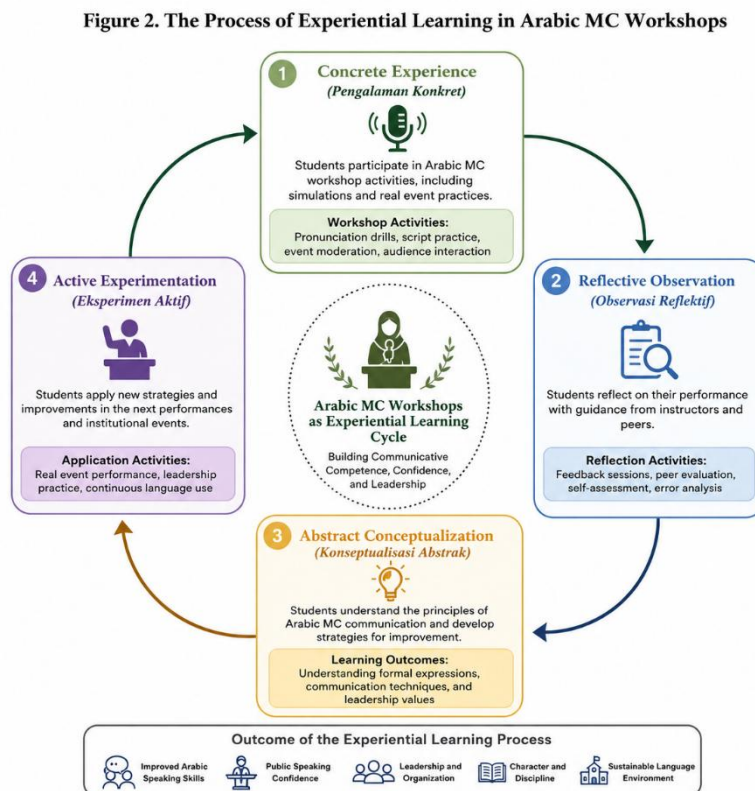 Figure 2. The Process of Experiential Learning in Arabic MC Workshops
1
Concrete Experience
(Pengalaman Konkret)
Students participate in Arabic MC
workshop activities, including
simulations and real event practices.
Workshop Activities:
Pronunciation drills, script practice,
event moderation, audience interaction
2
Reflective Observation
(Observasi Reflektif)
Students reflect on their performance
with guidance from instructors and
peers.
Reflection Activities:
Feedback sessions, peer evaluation,
self-assessment, error analysis
3
Abstract Conceptualization
(Konseptualisasi Abstrak)
Students understand the principles of
Arabic MC communication and develop
strategies for improvement.
Learning Outcomes:
Understanding formal expressions,
communication techniques, and
leadership values
4
Active Experimentation
(Eksperimen Aktif)
Students apply new strategies and
improvements in the next performances
and institutional events.
Application Activities:
Real event performance, leadership
practice, continuous language use
Arabic MC Workshops
as Experiential Learning
Cycle
Building Communicative
Competence, Confidence,
and Leadership
Outcome of the Experiential Learning Process
Improved Arabic
Speaking Skills
Public Speaking
Confidence
Leadership and
Organization
Character and
Discipline
Sustainable Language
Environment